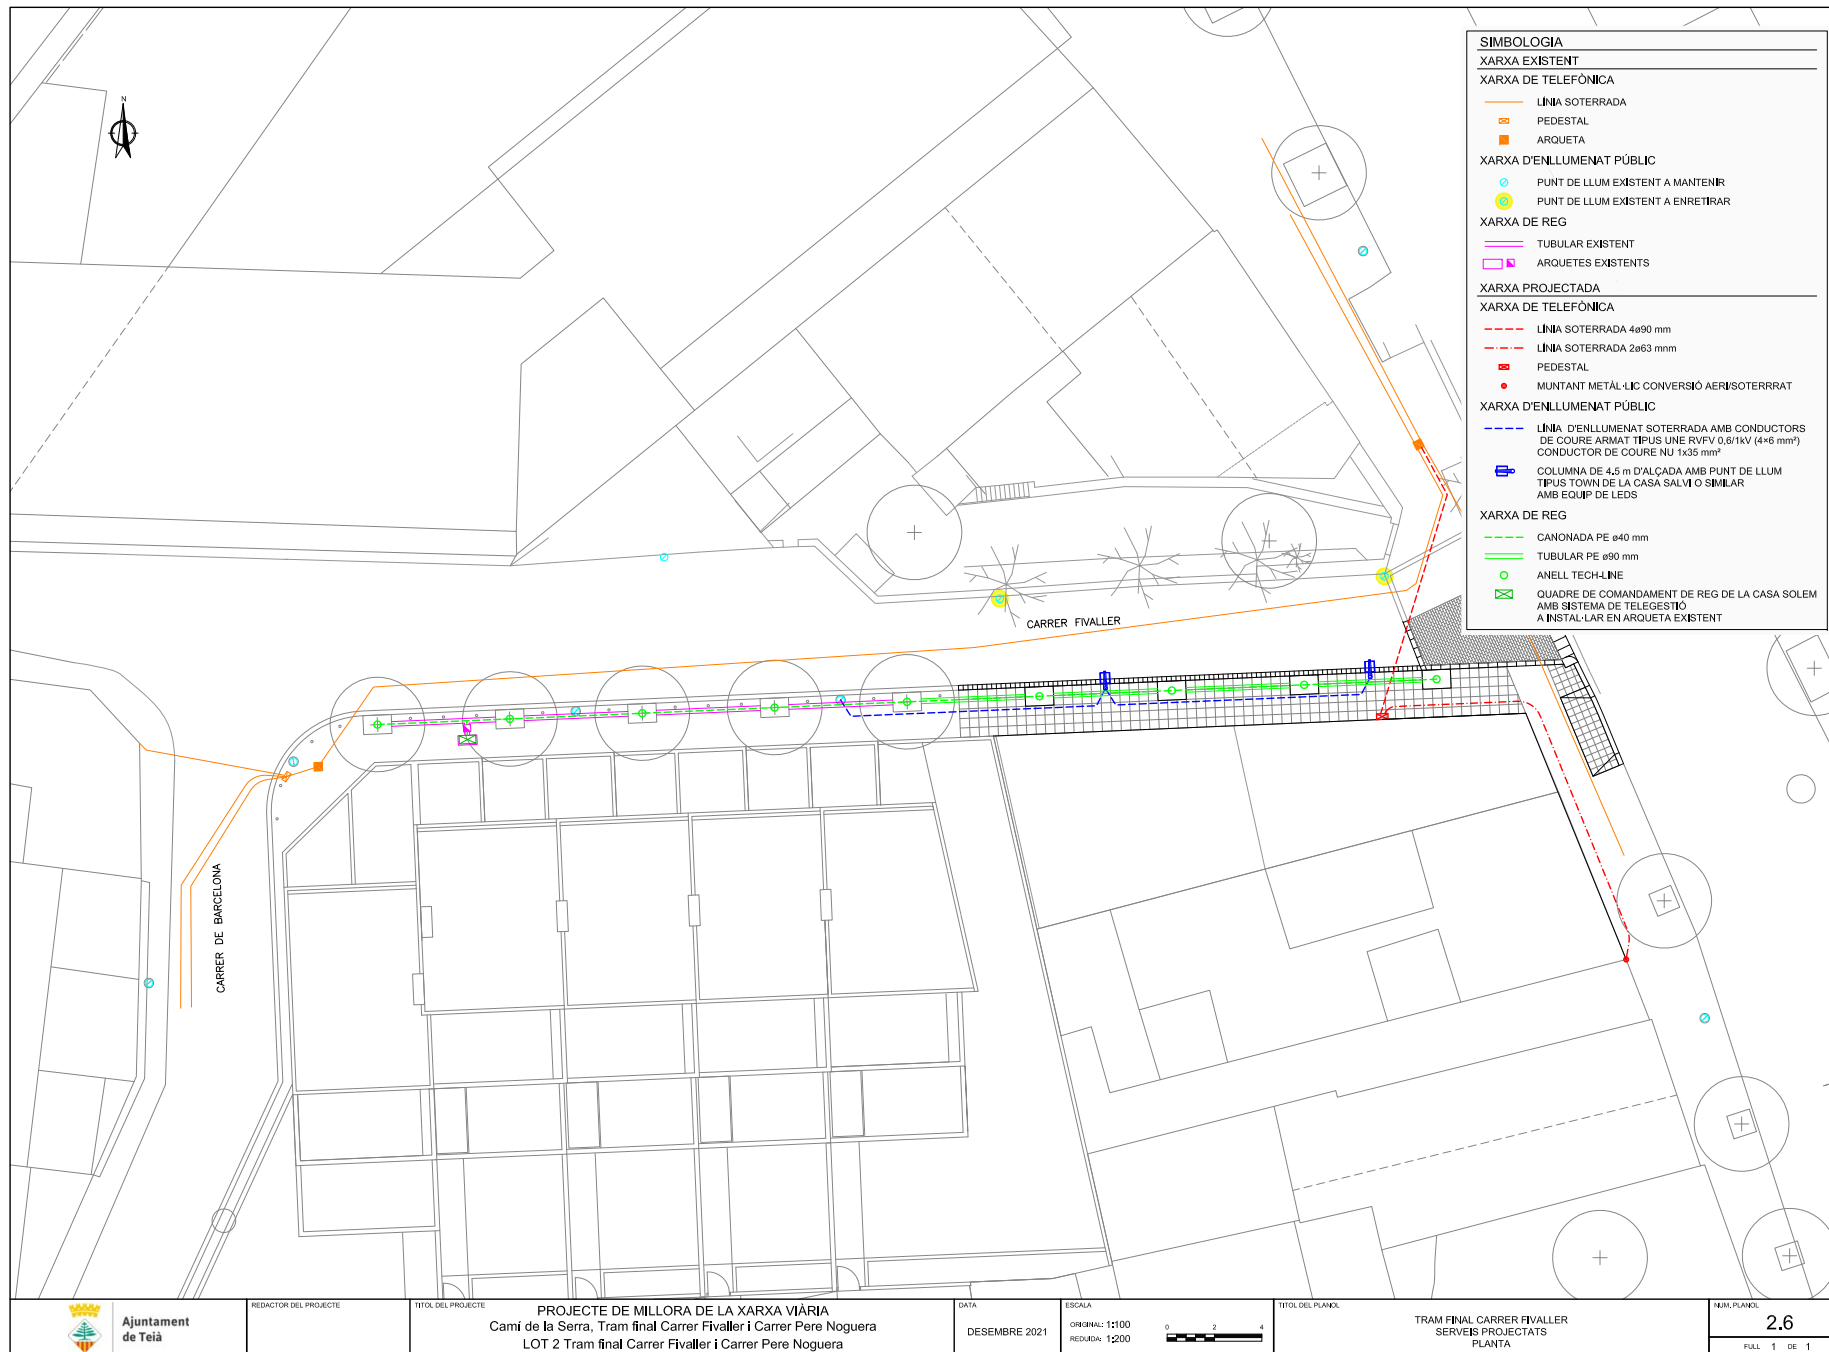 N
SIMBOLOGIA
XARXA EXISTENT
XARXA DE TELEFÒNICA
LÍNIA SOTERRADA
PEDESTAL
ARQUETA
XARXA D'ENLLUMENAT PÚBLIC
PUNT DE LLUM EXISTENT A MANTENIR
PUNT DE LLUM EXISTENT A ENRETIRAR
XARXA DE REG
TUBULAR EXISTENT
ARQUETES EXISTENTS
XARXA PROJECTADA
XARXA DE TELEFÒNICA
LÍNIA SOTERRADA 4ø90 mm
LÍNIA SOTERRADA 2ø63 mnm
PEDESTAL
MUNTANT METÀL·LIC CONVERSIÓ AERI/SOTERRRAT
XARXA D'ENLLUMENAT PÚBLIC
LÍNIA D'ENLLUMENAT SOTERRADA AMB CONDUCTORS
DE COURE ARMAT TIPUS UNE RVFV 0,6/1kV (4×6 mm²)
CONDUCTOR DE COURE NU 1x35 mm²
COLUMNA DE 4.5 m D'ALÇADA AMB PUNT DE LLUM
TIPUS TOWN DE LA CASA SALVI O SIMILAR
AMB EQUIP DE LEDS
XARXA DE REG
CANONADA PE ø40 mm
TUBULAR PE ø90 mm
ANELL TECH-LINE
QUADRE DE COMANDAMENT DE REG DE LA CASA SOLEM
AMB SISTEMA DE TELEGESTIÓ
A INSTAL·LAR EN ARQUETA EXISTENT
CARRER FIVALLER
CARRER DE BARCELONA
Ajuntament
de Teià
REDACTOR DEL PROJECTE
TITOL DEL PROJECTE
PROJECTE DE MILLORA DE LA XARXA VIÀRIA
Camí de la Serra, Tram final Carrer Fivaller i Carrer Pere Noguera
LOT 2 Tram final Carrer Fivaller i Carrer Pere Noguera
DATA
DESEMBRE 2021
ESCALA
ORIGINAL: 1:100
REDUIDA: 1:200
0 2 4
TITOL DEL PLANOL
TRAM FINAL CARRER FIVALLER
SERVEIS PROJECTATS
PLANTA
NUM. PLANOL
2.6
FULL 1 DE 1